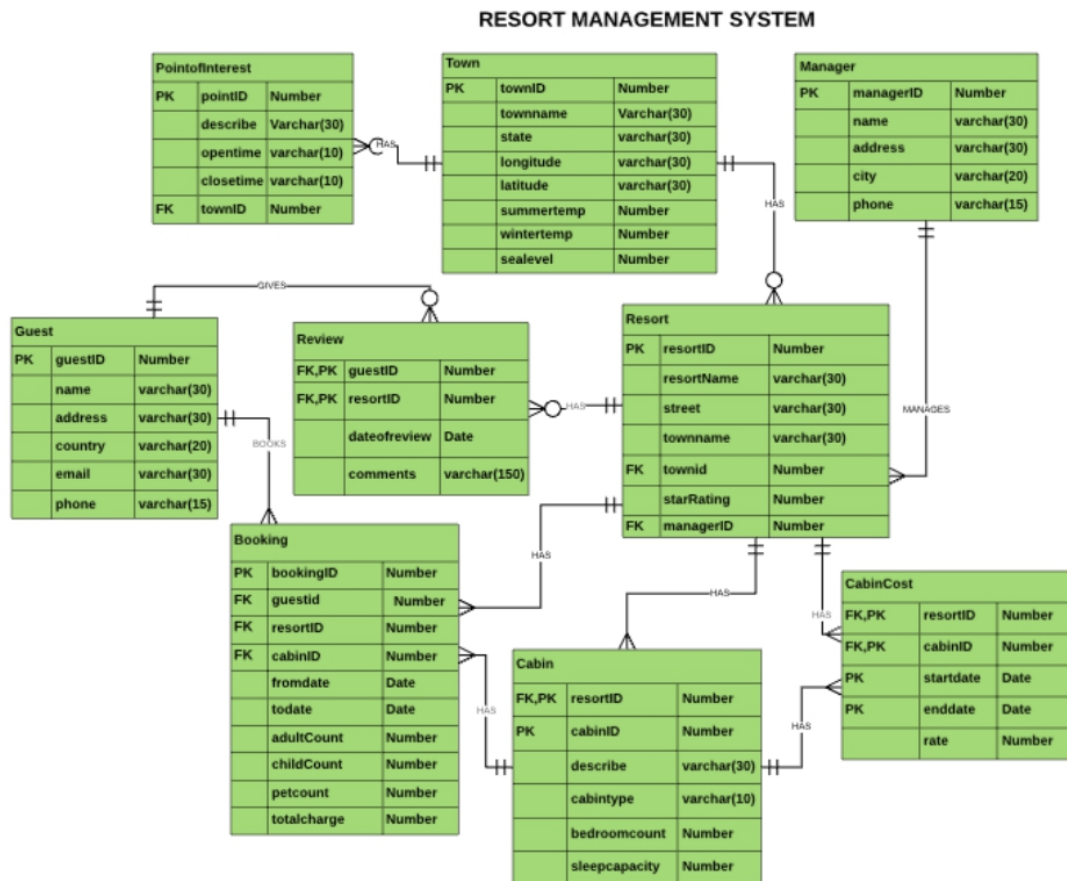 RESORT MANAGEMENT SYSTEM
PointofInterest
PK pointID Number
describe Varchar(30)
opentime varchar(10)
closetime varchar(10)
FK townID Number
HAS
Town
PK townID Number
townname Varchar(30)
state varchar(30)
longitude varchar(30)
latitude varchar(30)
summertemp Number
wintertemp Number
sealevel Number
HAS
Manager
PK managerID Number
name varchar(30)
address varchar(30)
city varchar(20)
phone varchar(15)
MANAGES
GIVES
Guest
PK guestID Number
name varchar(30)
address varchar(30)
country varchar(20)
email varchar(30)
phone varchar(15)
BOOKS
Review
FK,PK guestID Number
FK,PK resortID Number
dateofreview Date
comments varchar(150)
HAS
Resort
PK resortID Number
resortName varchar(30)
street varchar(30)
townname varchar(30)
FK townid Number
starRating Number
FK managerID Number
HAS
HAS
HAS
Booking
PK bookingID Number
FK guestid Number
FK resortID Number
FK cabinID Number
fromdate Date
todate Date
adultCount Number
childCount Number
petcount Number
totalcharge Number
HAS
Cabin
FK,PK resortID Number
PK cabinID Number
describe varchar(30)
cabintype varchar(10)
bedroomcount Number
sleepcapacity Number
HAS
CabinCost
FK,PK resortID Number
FK,PK cabinID Number
PK startdate Date
PK enddate Date
rate Number